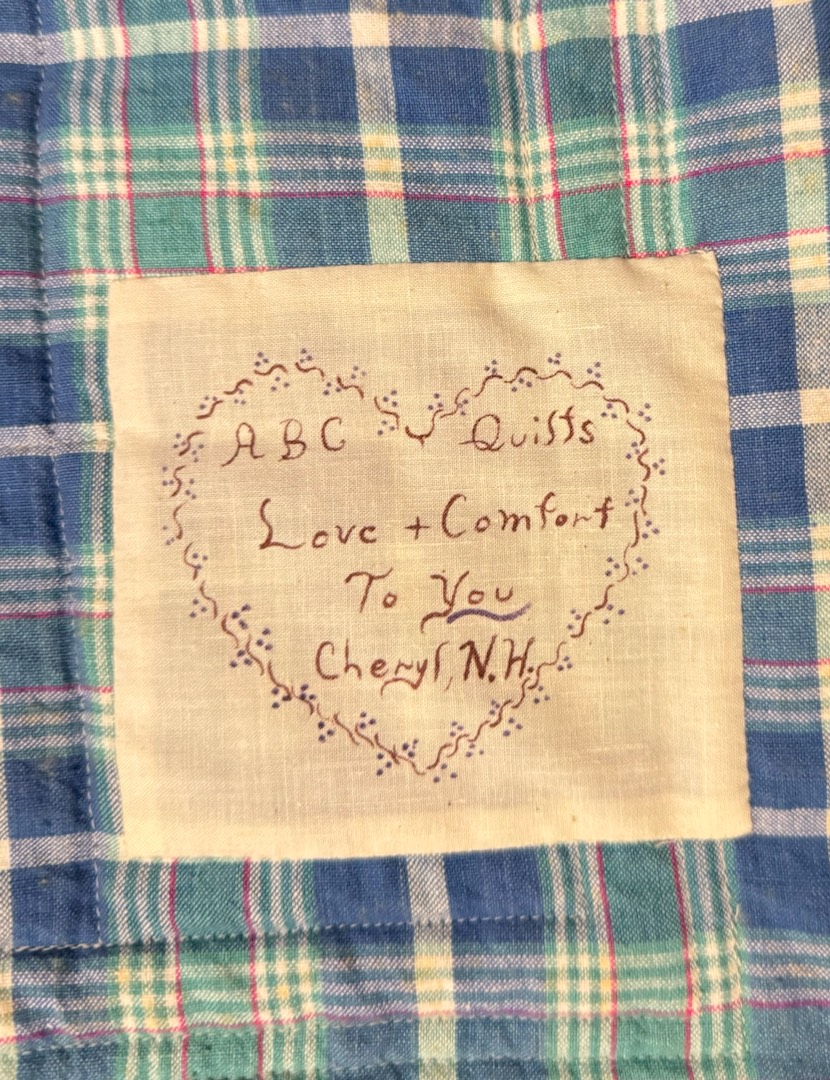 ABC Quilts
Love + Comfort
To You
Cheryl, N.H.